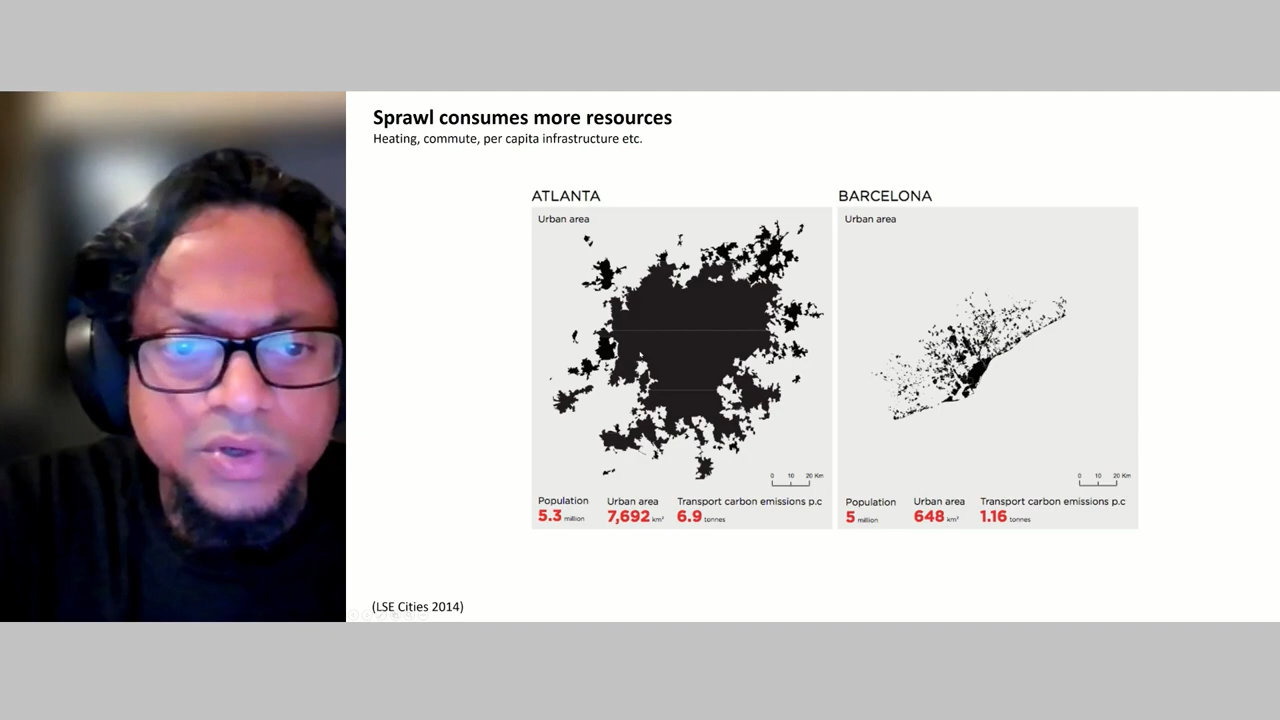 Sprawl consumes more resources
Heating, commute, per capita infrastructure etc.
ATLANTA
Urban area
0 10 20 Km
Population
5.3 million
Urban area
7,692 km²
Transport carbon emissions p.c
6.9 tonnes
BARCELONA
Urban area
0 10 20 Km
Population
5 million
Urban area
648 km²
Transport carbon emissions p.c
1.16 tonnes
(LSE Cities 2014)